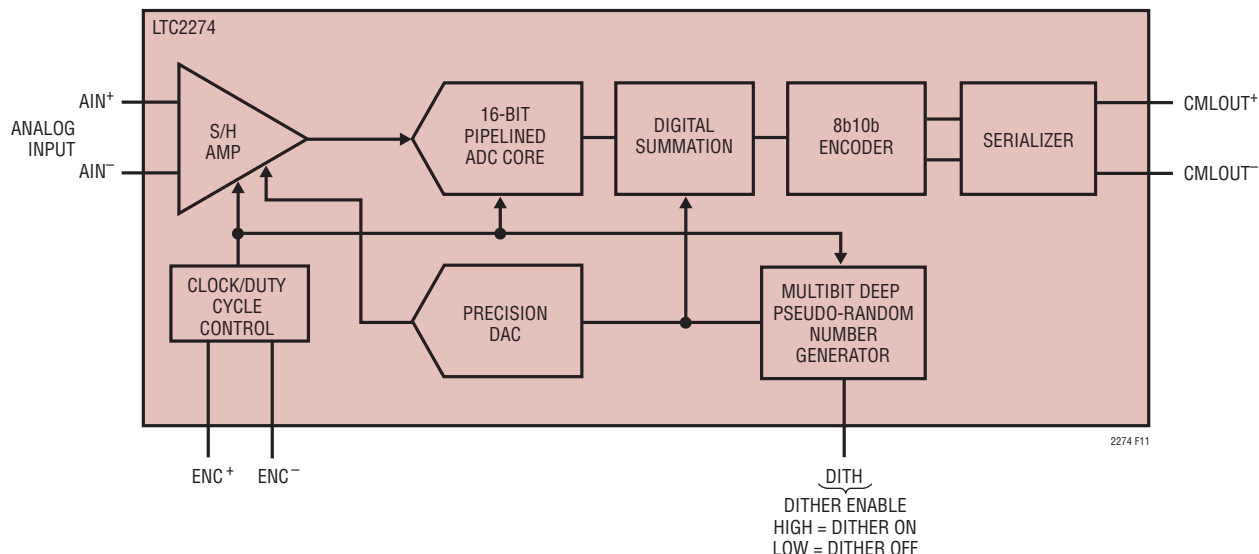 LTC2274
AIN+
ANALOG
INPUT
AIN−
S/H
AMP
16-BIT
PIPELINED
ADC CORE
DIGITAL
SUMMATION
8b10b
ENCODER
SERIALIZER
CMLOUT+
CMLOUT−
CLOCK/DUTY
CYCLE
CONTROL
PRECISION
DAC
MULTIBIT DEEP
PSEUDO-RANDOM
NUMBER
GENERATOR
2274 F11
ENC+
ENC−
DITH
DITHER ENABLE
HIGH = DITHER ON
LOW = DITHER OFF